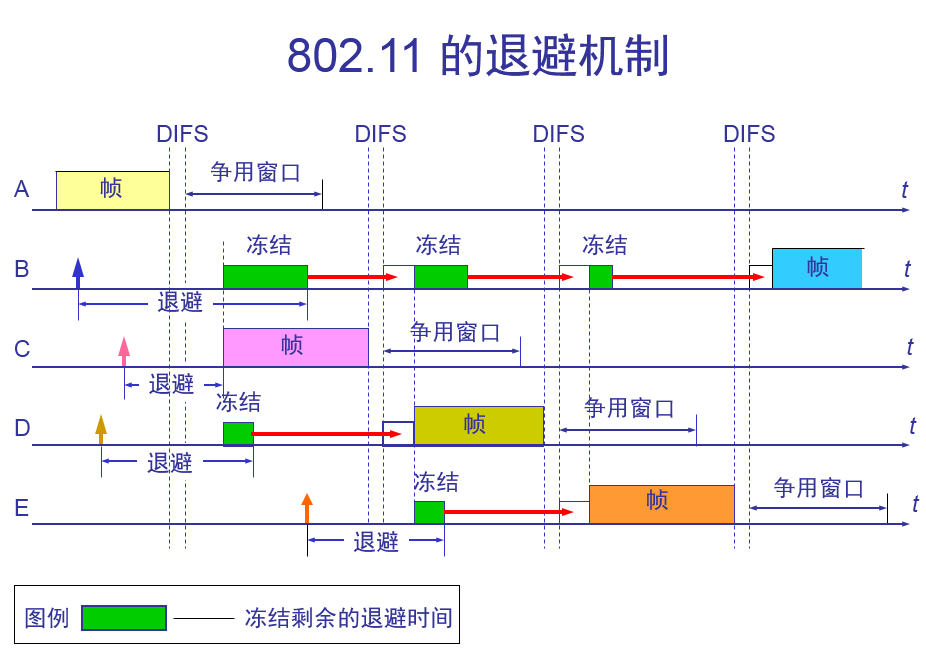 802.11 的退避机制
DIFS DIFS DIFS DIFS
争用窗口
A 帧 t
冻结 冻结 冻结
B 帧 t
退避
争用窗口
C 帧 t
退避
冻结 争用窗口
D 帧 t
退避
冻结 争用窗口
E 帧 t
退避
图例 冻结剩余的退避时间